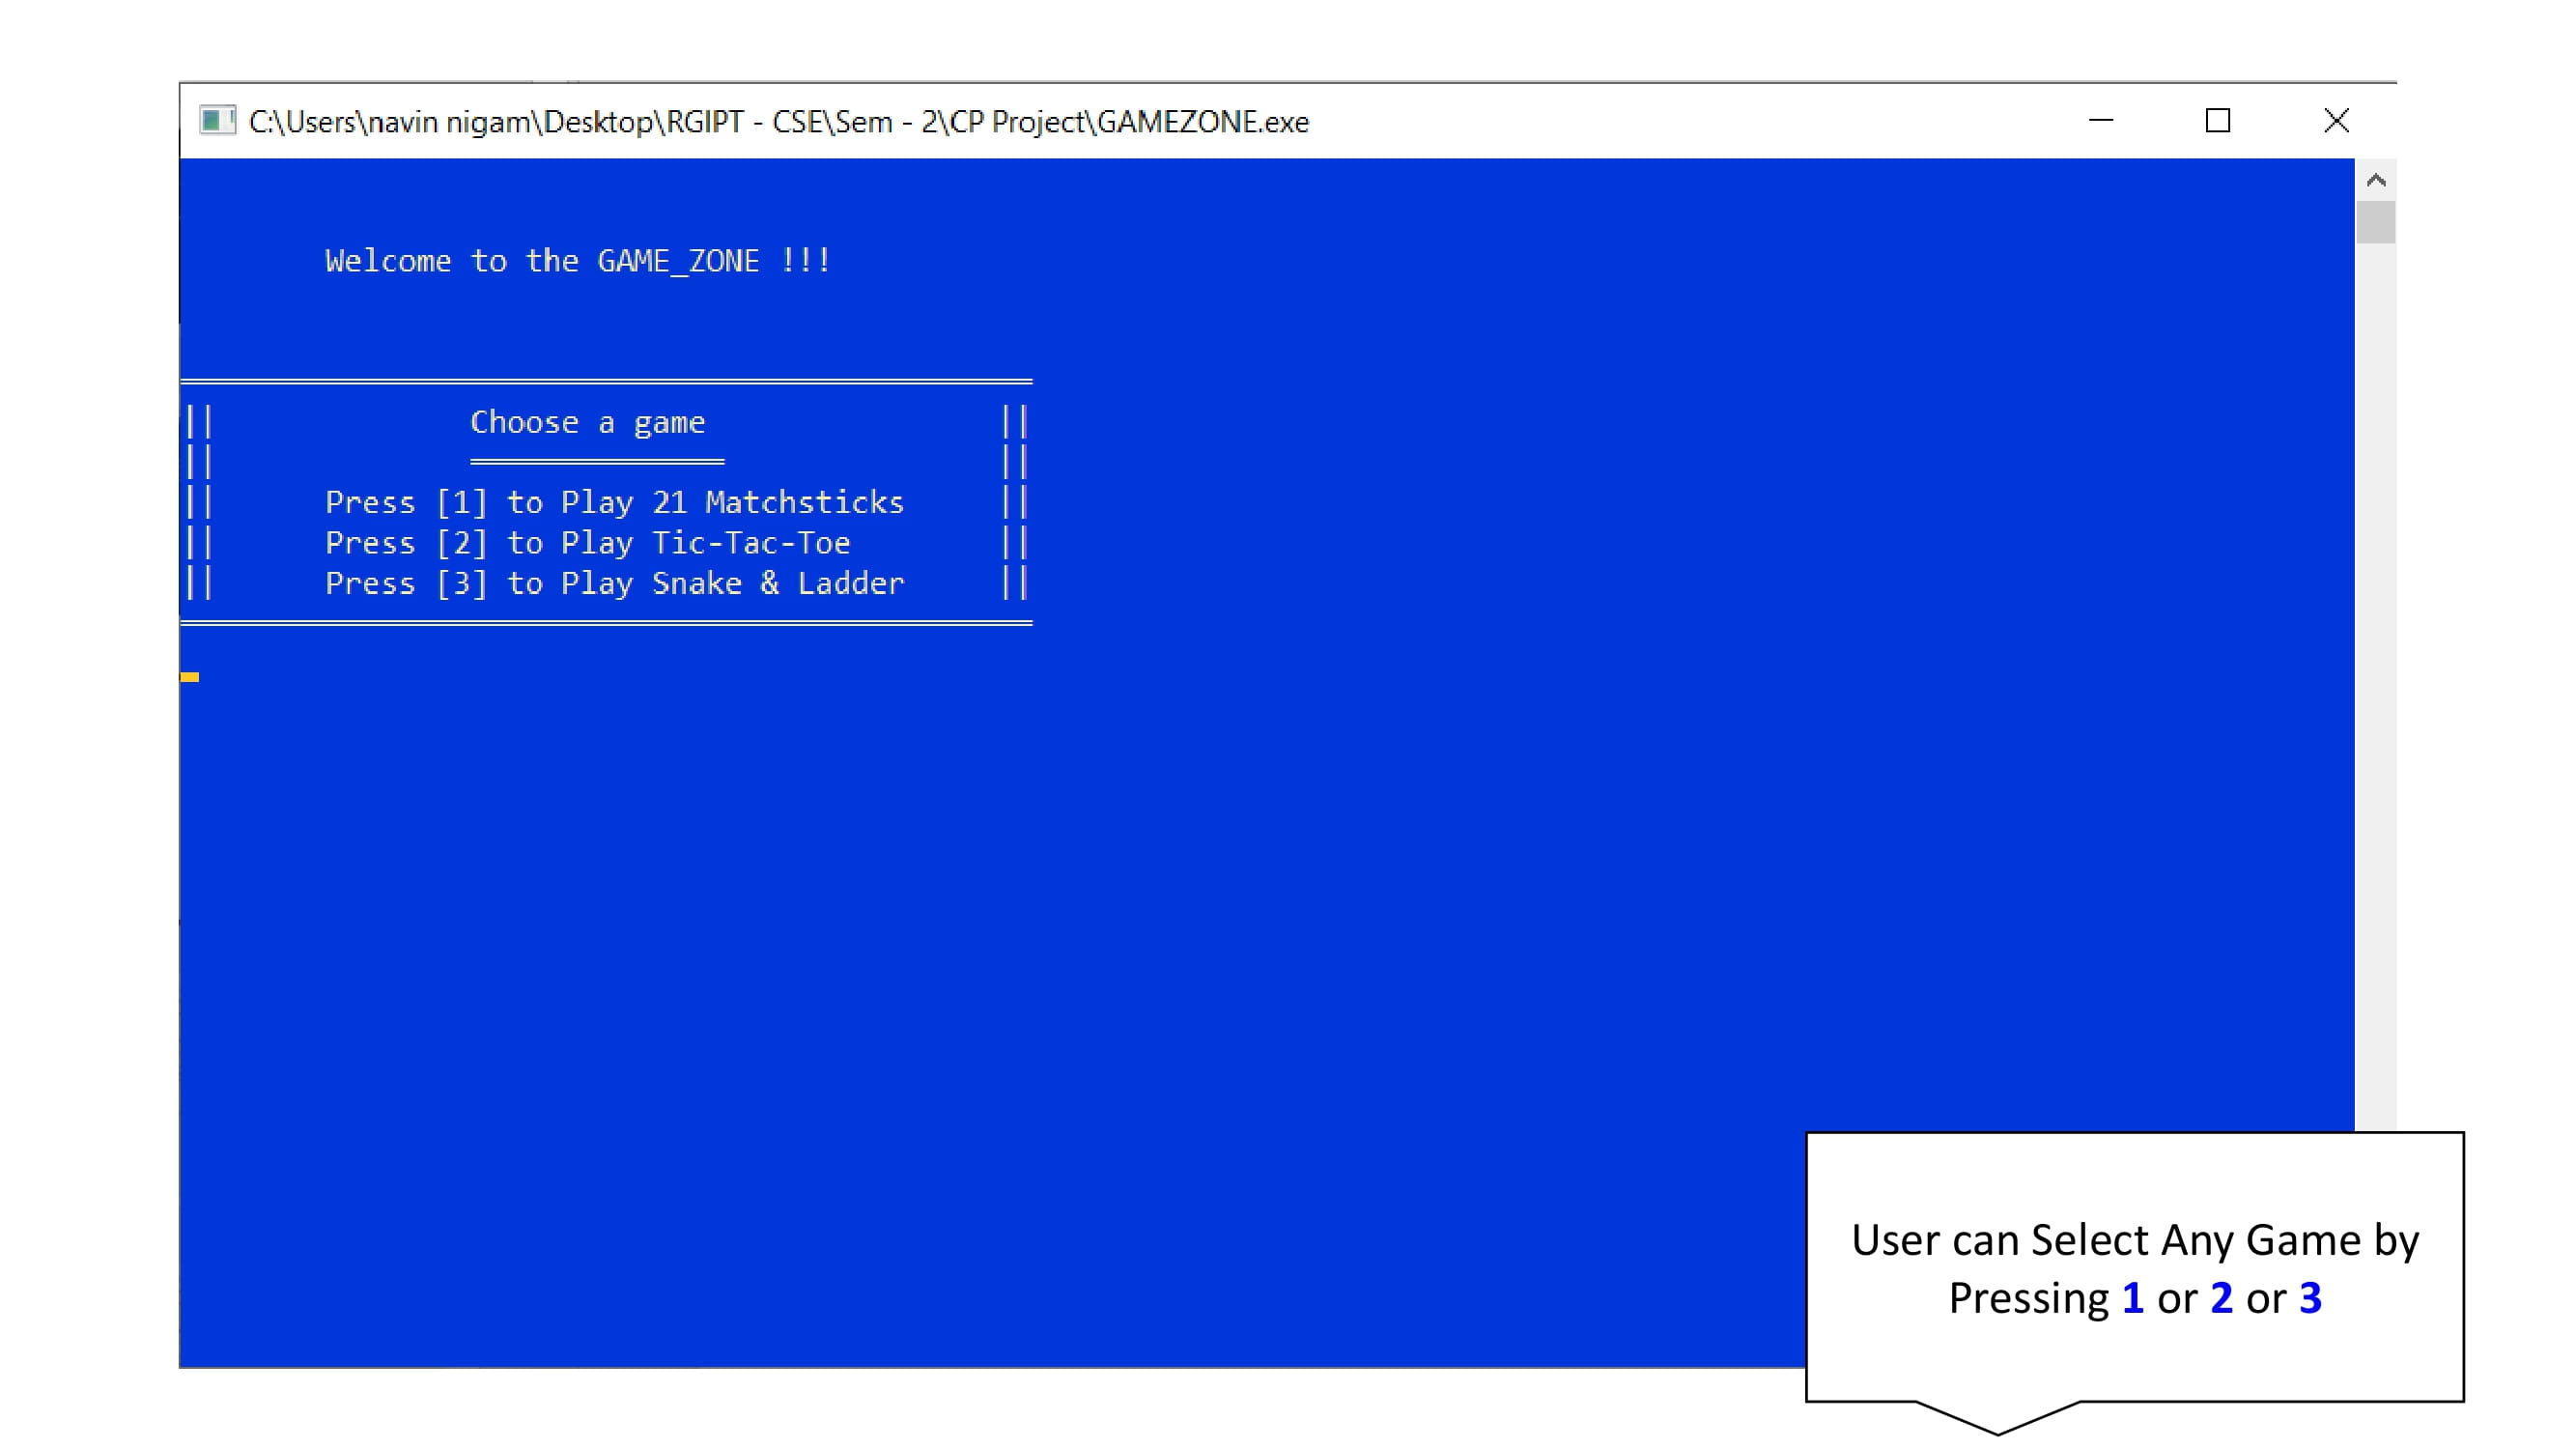 C:\Users\navin nigam\Desktop\RGIPT - CSE\Sem - 2\CP Project\GAMEZONE.exe
Welcome to the GAME_ZONE !!!
|| Choose a game ||
|| ||
|| Press [1] to Play 21 Matchsticks ||
|| Press [2] to Play Tic-Tac-Toe ||
|| Press [3] to Play Snake & Ladder ||
User can Select Any Game by
Pressing 1 or 2 or 3